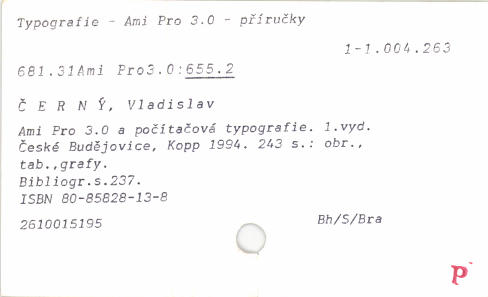 Typografie - Ami Pro 3.0 - příručky
1-1.004.263
681.31Ami Pro3.0:655.2
Č E R N Ý, Vladislav
Ami Pro 3.0 a počítačová typografie. 1.vyd.
České Budějovice, Kopp 1994. 243 s.: obr.,
tab.,grafy.
Bibliogr.s.237.
ISBN 80-85828-13-8
2610015195
Bh/S/Bra
P